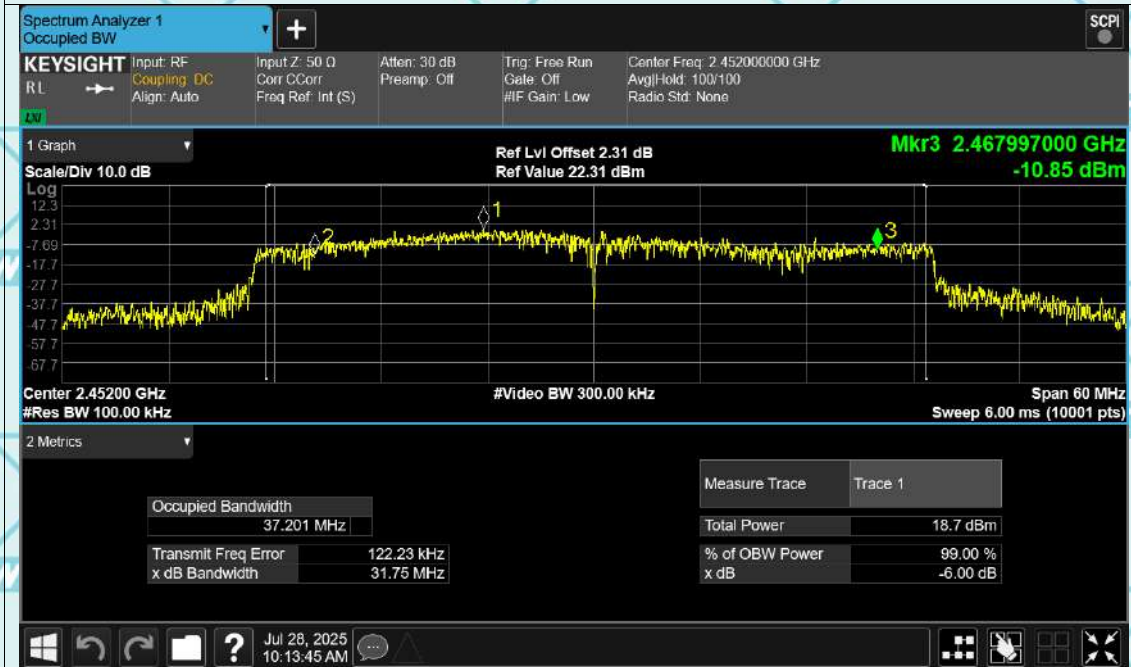 Spectrum Analyzer 1
Occupied BW
+
SCPI
KEYSIGHT
RL
LXI
Input: RF
Coupling: DC
Align: Auto
Input Z: 50 Ω
Corr CCorr
Freq Ref: Int (S)
Atten: 30 dB
Preamp: Off
Trig: Free Run
Gate: Off
#IF Gain: Low
Center Freq: 2.452000000 GHz
Avg|Hold: 100/100
Radio Std: None
1 Graph
Scale/Div 10.0 dB
Ref Lvl Offset 2.31 dB
Ref Value 22.31 dBm
Mkr3 2.467997000 GHz
-10.85 dBm
Log
12.3
2.31
-7.69
-17.7
-27.7
-37.7
-47.7
-57.7
-67.7
1
2
3
Center 2.45200 GHz
#Res BW 100.00 kHz
#Video BW 300.00 kHz
Span 60 MHz
Sweep 6.00 ms (10001 pts)
2 Metrics
Occupied Bandwidth
37.201 MHz
Transmit Freq Error 122.23 kHz
x dB Bandwidth 31.75 MHz
Measure Trace Trace 1
Total Power 18.7 dBm
% of OBW Power 99.00 %
x dB -6.00 dB
?
Jul 28, 2025
10:13:45 AM